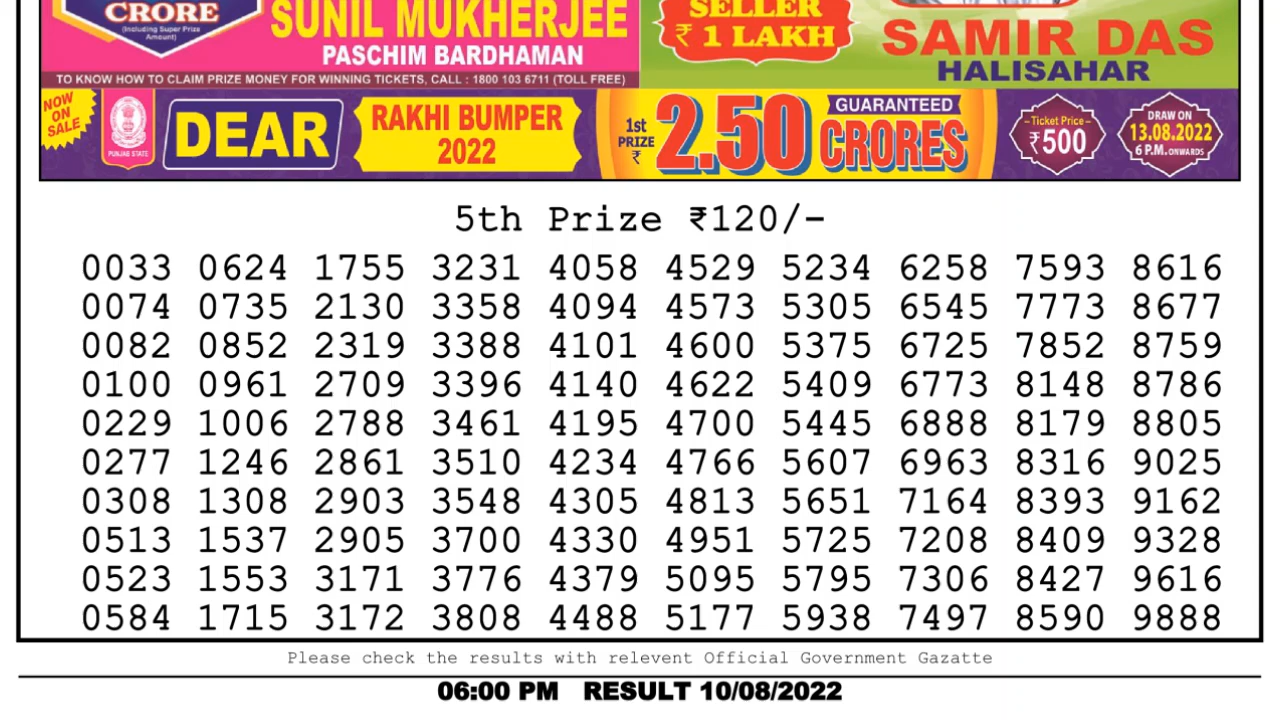 CRORE
(Including Super Prize
Amount)
SUNIL MUKHERJEE
PASCHIM BARDHAMAN
SELLER
₹ 1 LAKH
SAMIR DAS
HALISAHAR
TO KNOW HOW TO CLAIM PRIZE MONEY FOR WINNING TICKETS, CALL : 1800 103 6711 (TOLL FREE)
NOW
ON
SALE
PUNJAB STATE
DEAR
RAKHI BUMPER
2022
1st
PRIZE
₹
2.50
GUARANTEED
CRORES
Ticket Price
₹500
DRAW ON
13.08.2022
6 P.M. ONWARDS
5th Prize ₹120/-
0033 0624 1755 3231 4058 4529 5234 6258 7593 8616
0074 0735 2130 3358 4094 4573 5305 6545 7773 8677
0082 0852 2319 3388 4101 4600 5375 6725 7852 8759
0100 0961 2709 3396 4140 4622 5409 6773 8148 8786
0229 1006 2788 3461 4195 4700 5445 6888 8179 8805
0277 1246 2861 3510 4234 4766 5607 6963 8316 9025
0308 1308 2903 3548 4305 4813 5651 7164 8393 9162
0513 1537 2905 3700 4330 4951 5725 7208 8409 9328
0523 1553 3171 3776 4379 5095 5795 7306 8427 9616
0584 1715 3172 3808 4488 5177 5938 7497 8590 9888
Please check the results with relevent Official Government Gazatte
06:00 PM RESULT 10/08/2022